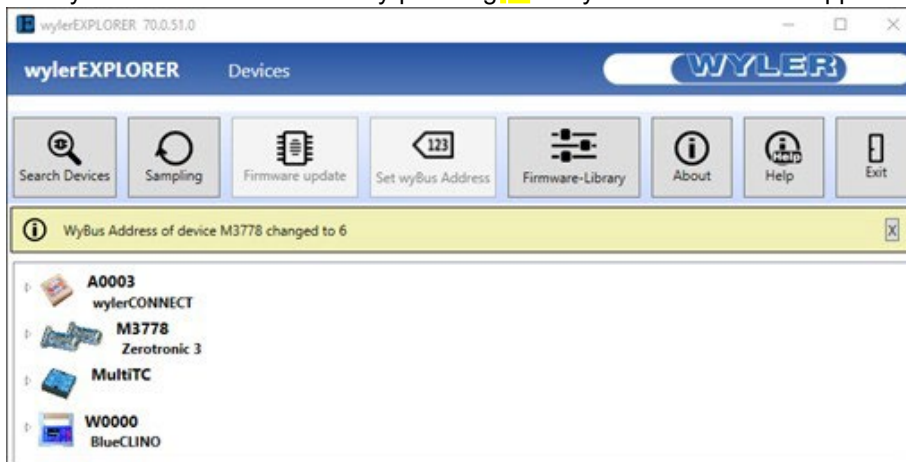 wylerEXPLORER 70.0.51.0
wylerEXPLORER Devices WYLER
Search Devices Sampling Firmware update Set wyBus Address Firmware-Library About Help Exit
123
Help
WyBus Address of device M3778 changed to 6 X
A0003
wylerCONNECT
M3778
Zerotronic 3
MultiTC
W0000
BlueCLINO